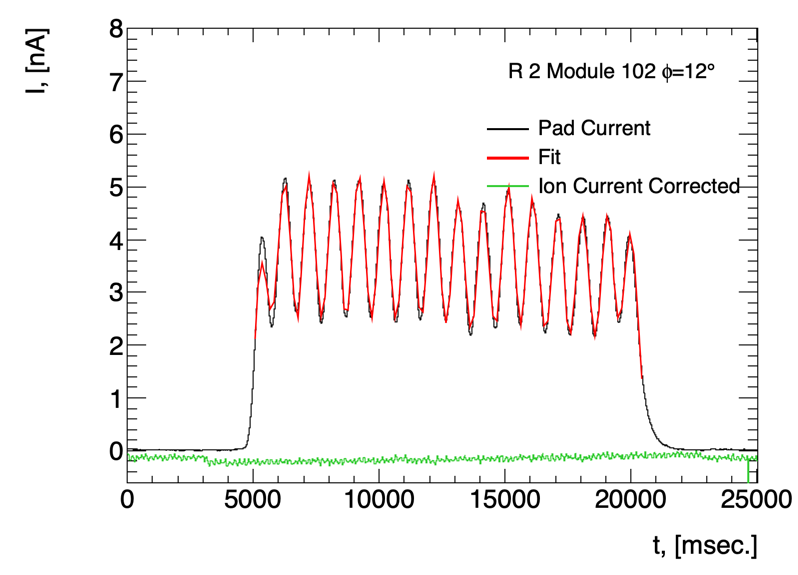 I, [nA]
8
7
6
5
4
3
2
1
0
R 2 Module 102 ϕ=12°
Pad Current
Fit
Ion Current Corrected
0 5000 10000 15000 20000 25000
t, [msec.]